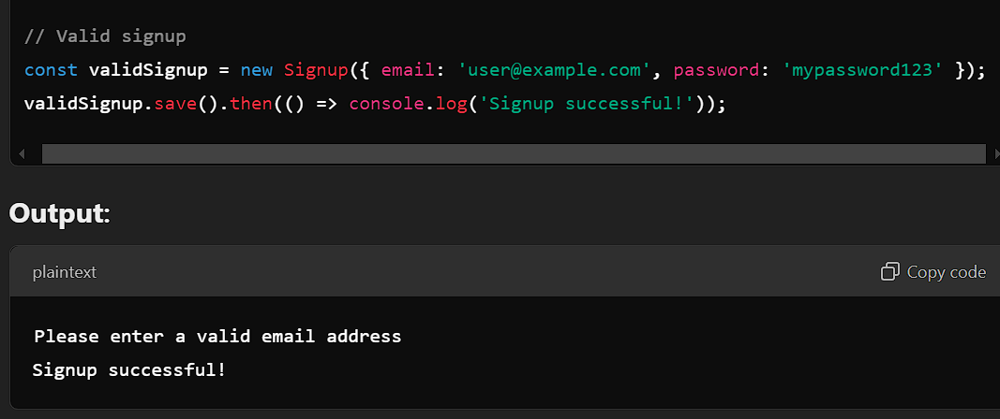 // Valid signup
const validSignup = new Signup({ email: 'user@example.com', password: 'mypassword123' });
validSignup.save().then(() => console.log('Signup successful!'));
Output:
plaintext
Copy code
Please enter a valid email address
Signup successful!